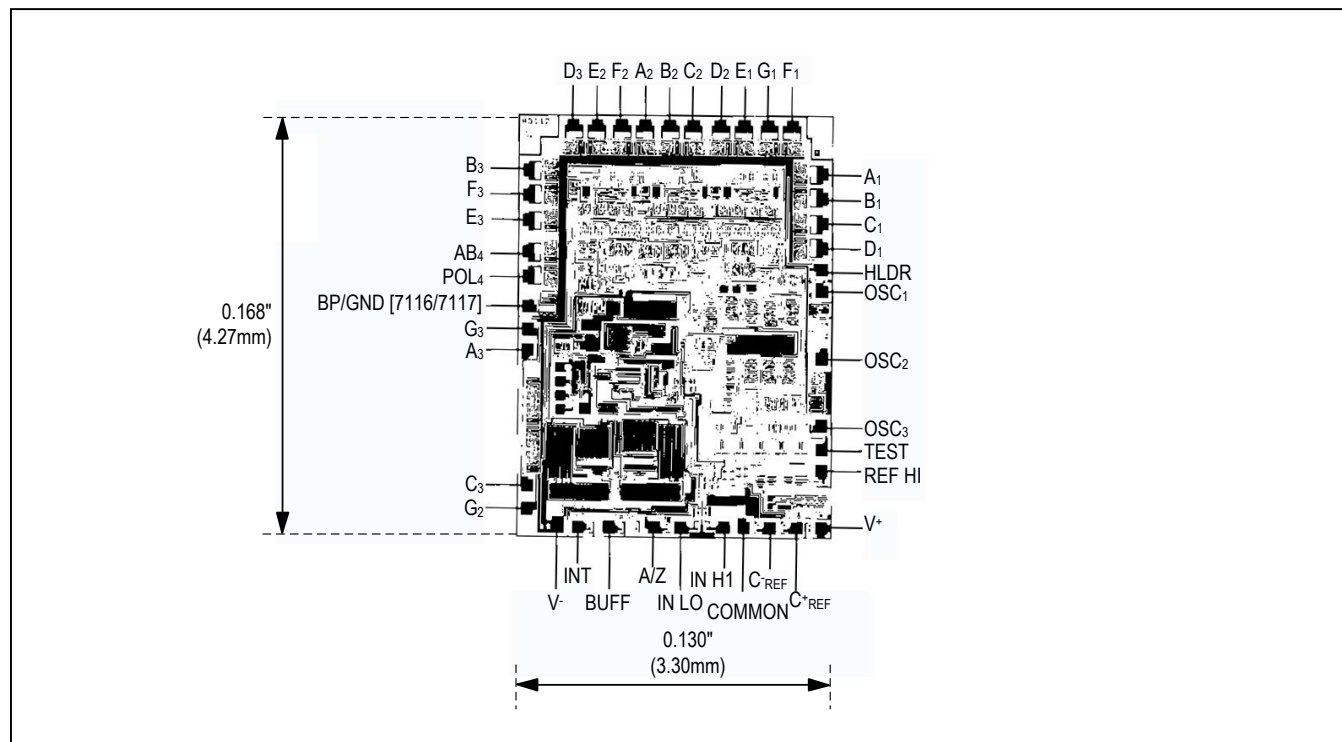 D₃ E₂ F₂ A₂ B₂ C₂ D₂ E₁ G₁ F₁
B₃
F₃
E₃
AB₄
POL₄
BP/GND [7116/7117]
G₃
A₃
C₃
G₂
0.168"
(4.27mm)
A₁
B₁
C₁
D₁
HLDR
OSC₁
OSC₂
OSC₃
TEST
REF HI
V⁺
INT A/Z IN H1 C⁻REF
V⁻ BUFF IN LO COMMON C⁺REF
0.130"
(3.30mm)